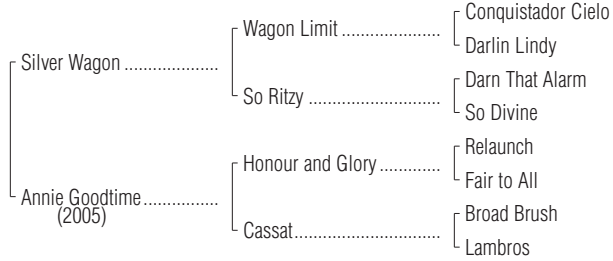 Conquistador Cielo
Wagon Limit ......................
Darlin Lindy
Silver Wagon .....................
Darn That Alarm
So Ritzy ..............................
So Divine
Relaunch
Honour and Glory ..............
Fair to All
Annie Goodtime .................
(2005)
Broad Brush
Cassat .................................
Lambros